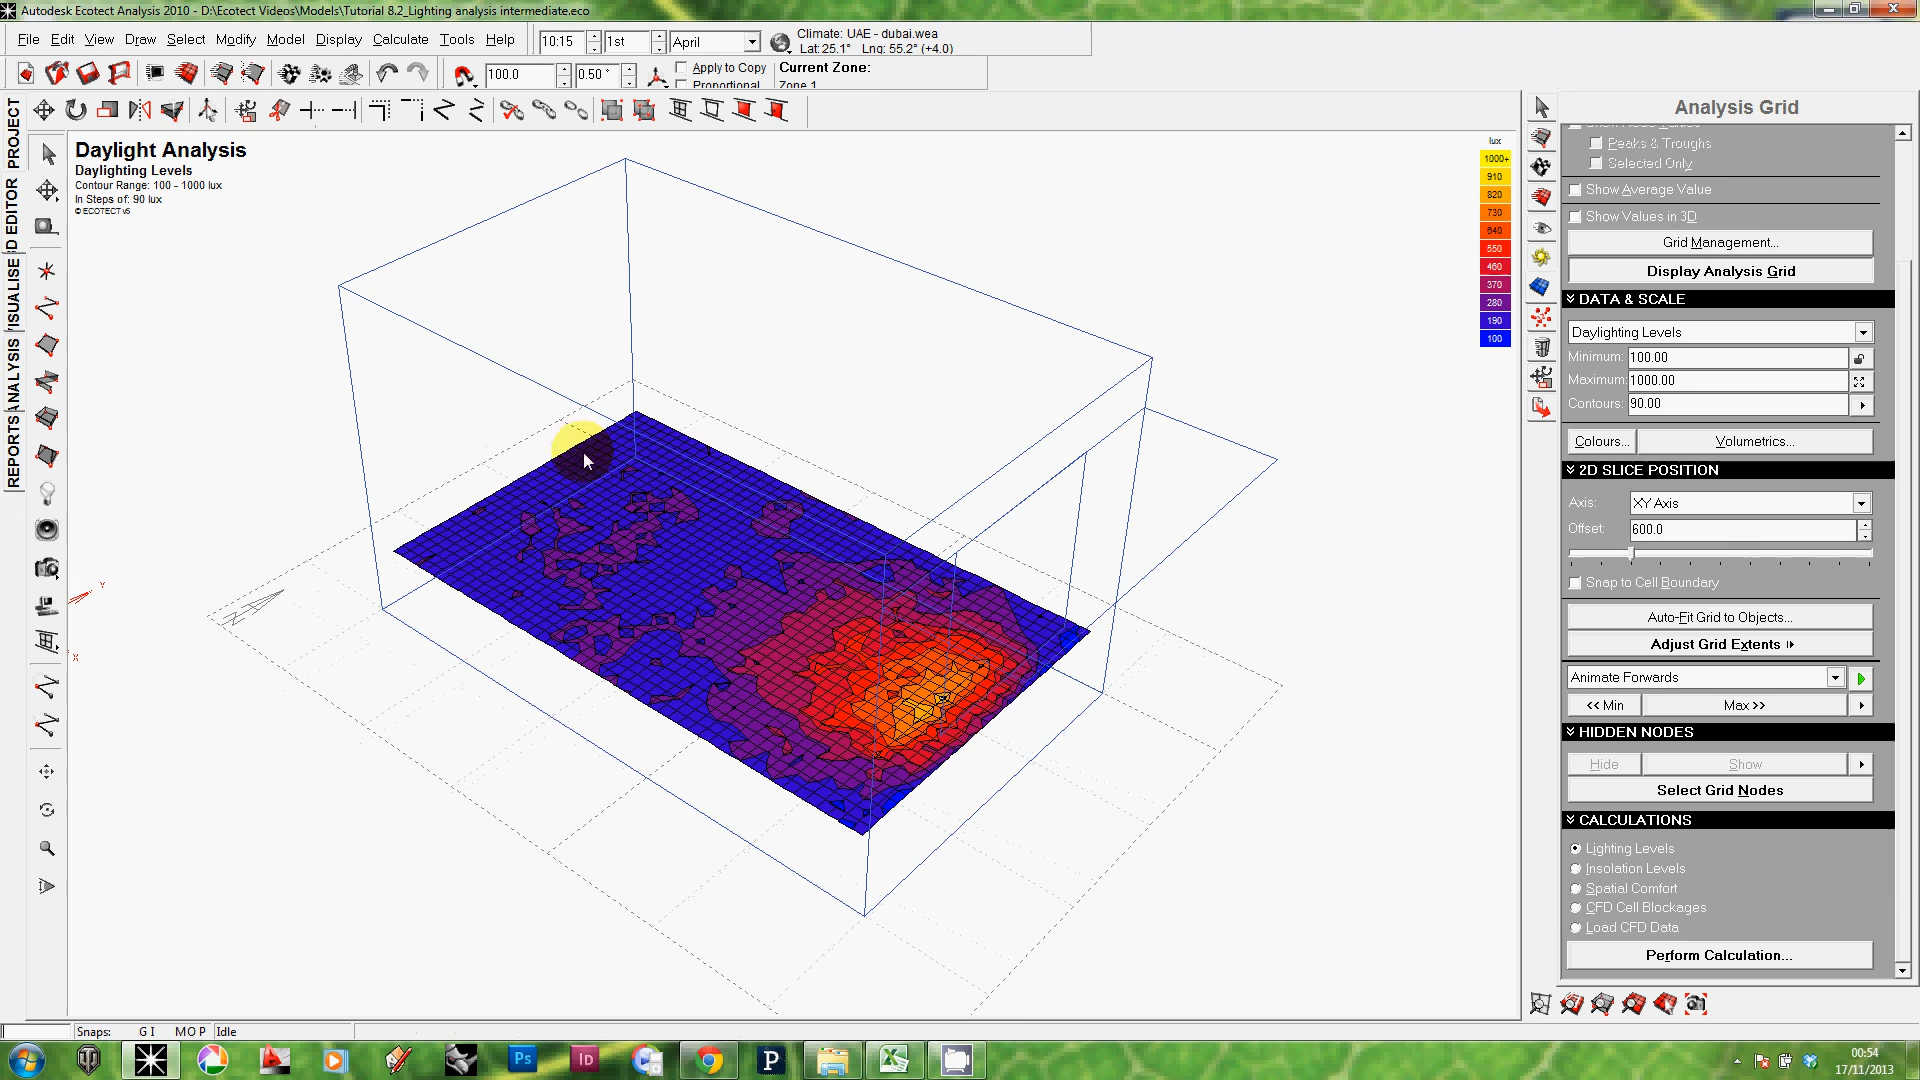 Autodesk Ecotect Analysis 2010 - D:\Ecotect Videos\Models\Tutorial 8.2_Lighting analysis intermediate.eco
File Edit View Draw Select Modify Model Display Calculate Tools Help
10:15 1st April
Climate: UAE - dubai.wea
Lat: 25.1° Lng: 55.2° (+4.0)
100.0 0.50 °
Apply to Copy
Proportional
Current Zone:
Zone 1
PROJECT
3D EDITOR
VISUALISE
ANALYSIS
REPORTS
Daylight Analysis
Daylighting Levels
Contour Range: 100 - 1000 lux
In Steps of: 90 lux
© ECOTECT v5
lux
1000+
910
820
730
640
550
460
370
280
190
100
Y
X
Analysis Grid
Show Node Values
Peaks & Troughs
Selected Only
Show Average Value
Show Values in 3D
Grid Management...
Display Analysis Grid
DATA & SCALE
Daylighting Levels
Minimum: 100.00
Maximum: 1000.00
Contours: 90.00
Colours... Volumetrics...
2D SLICE POSITION
Axis: XY Axis
Offset: 600.0
Snap to Cell Boundary
Auto-Fit Grid to Objects...
Adjust Grid Extents
Animate Forwards
<< Min Max >>
HIDDEN NODES
Hide Show
Select Grid Nodes
CALCULATIONS
Lighting Levels
Insolation Levels
Spatial Comfort
CFD Cell Blockages
Load CFD Data
Perform Calculation...
Snaps: G I M O P Idle
Ps Id P
00:54
17/11/2013